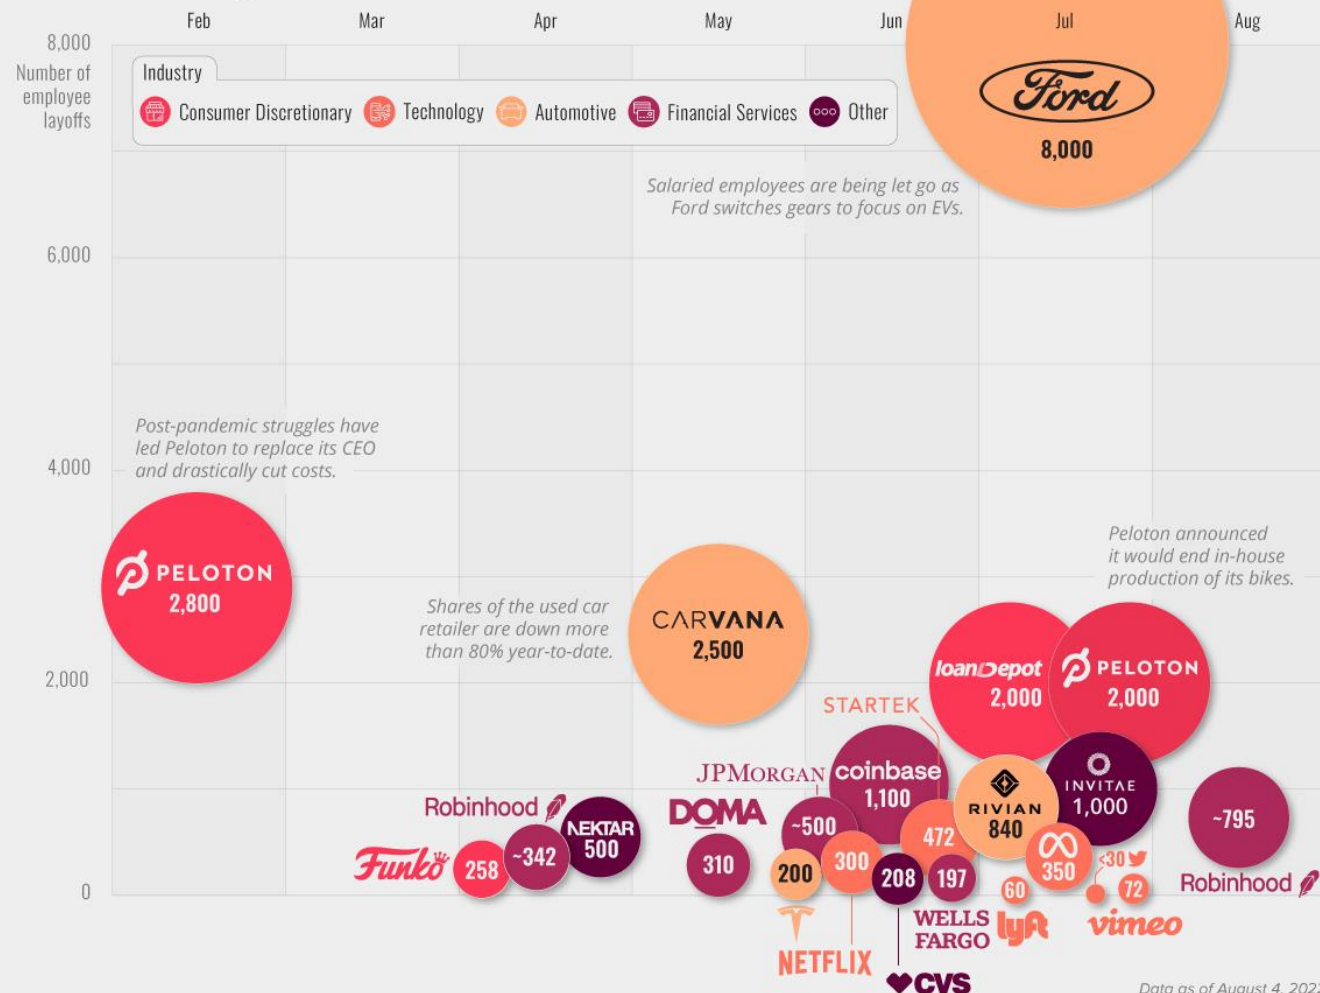 Feb
Mar
Apr
May
Jun
Jul
Aug
8,000
Number of
employee
layoffs
Industry
Consumer Discretionary
Technology
Automotive
Financial Services
Other
Ford
8,000
Salaried employees are being let go as
Ford switches gears to focus on EVs.
6,000
Post-pandemic struggles have
led Peloton to replace its CEO
and drastically cut costs.
4,000
PELOTON
2,800
Shares of the used car
retailer are down more
than 80% year-to-date.
CARVANA
2,500
Peloton announced
it would end in-house
production of its bikes.
loanDepot
2,000
PELOTON
2,000
2,000
STARTEK
472
JPMORGAN
~500
coinbase
1,100
RIVIAN
840
INVITAE
1,000
Robinhood
~342
NEKTAR
500
DOMA
310
Funko
258
200
300
208
197
350
<30
60
72
~795
Robinhood
0
WELLS
FARGO
lyft
vimeo
NETFLIX
CVS
Data as of August 4, 202